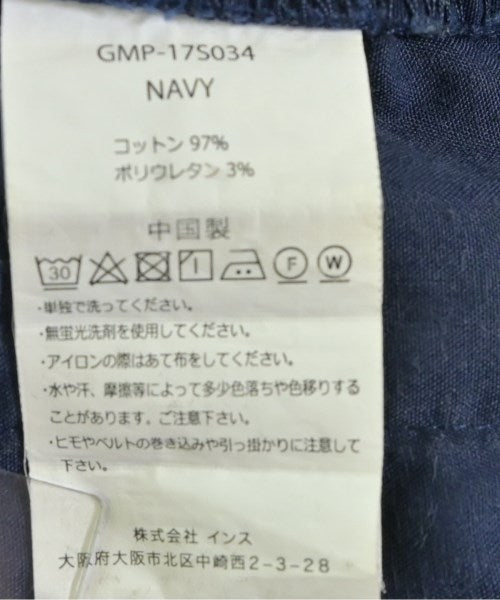 GMP-17S034
NAVY
コットン 97%
ポリウレタン 3%
中国製
30 F W
・単独で洗ってください。
・無蛍光洗剤を使用してください。
・アイロンの際はあて布をしてください。
・水や汗、摩擦等によって多少色落ちや色移りする
ことがあります。ご注意下さい。
・ヒモやベルトの巻き込みや引っ掛かりに注意して
下さい。
株式会社 インス
大阪府大阪市北区中崎西2-3-28